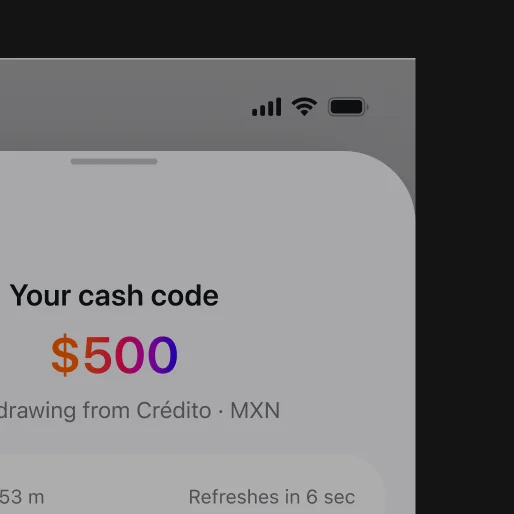 Your cash code
$500
drawing from Crédito · MXN
53 m
Refreshes in 6 sec